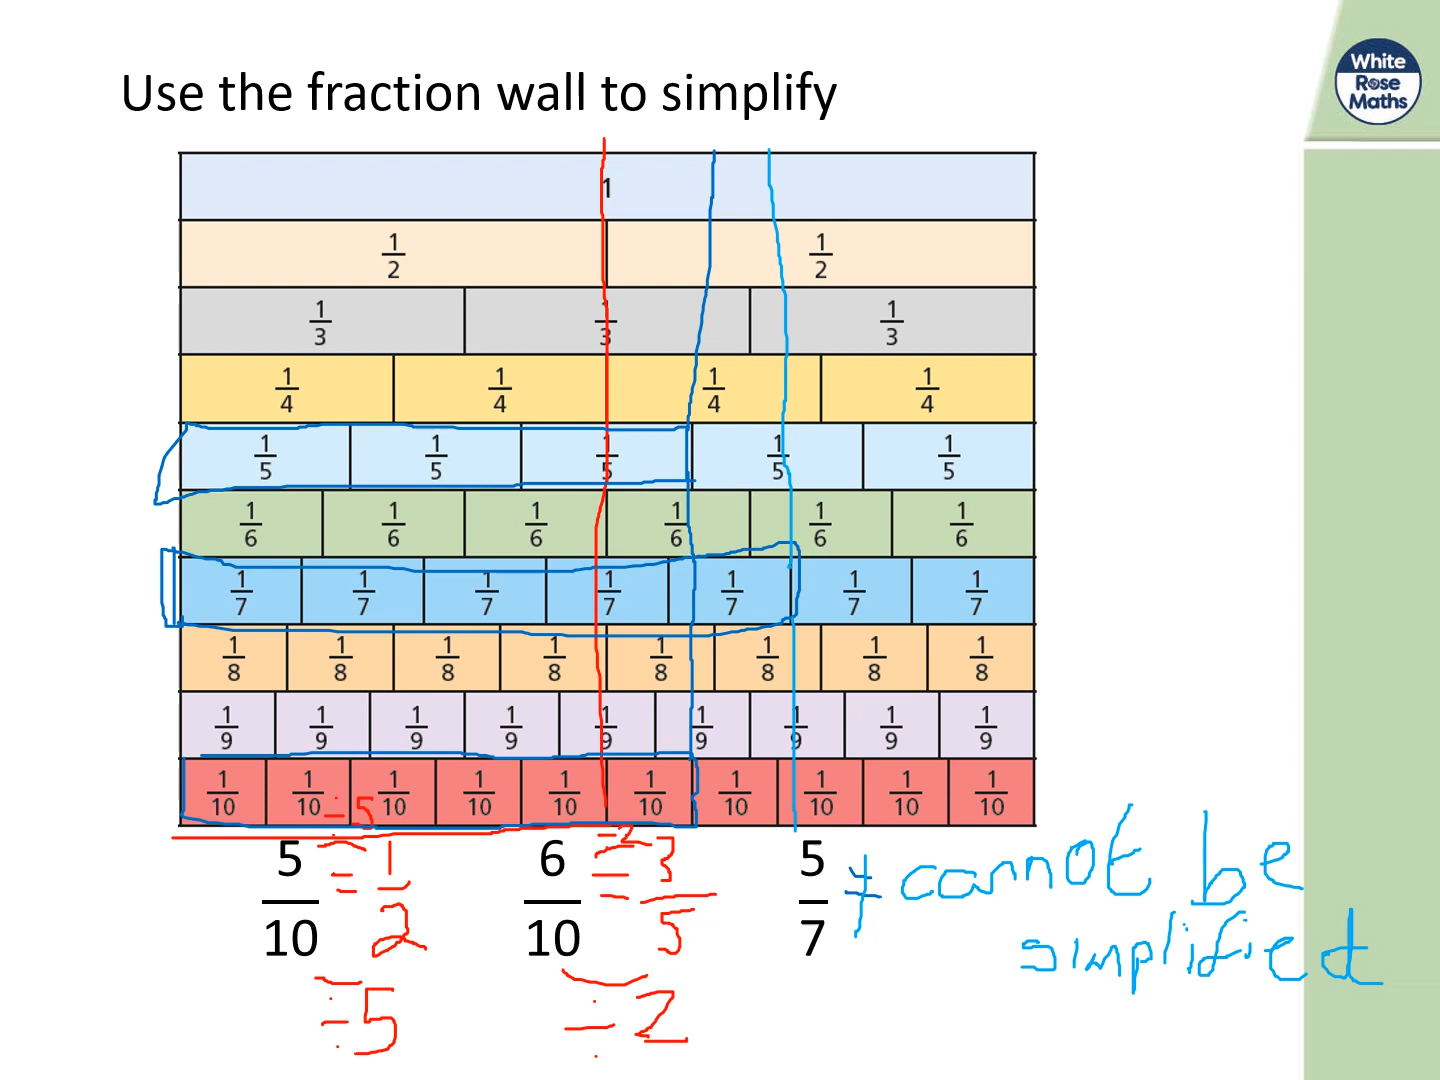 Use the fraction wall to simplify
White
Rose
Maths
1
1/2 1/2
1/3 1/3 1/3
1/4 1/4 1/4 1/4
1/5 1/5 1/5 1/5 1/5
1/6 1/6 1/6 1/6 1/6 1/6
1/7 1/7 1/7 1/7 1/7 1/7 1/7
1/8 1/8 1/8 1/8 1/8 1/8 1/8 1/8
1/9 1/9 1/9 1/9 1/9 1/9 1/9 1/9 1/9
1/10 1/10 1/10 1/10 1/10 1/10 1/10 1/10 1/10 1/10
÷5 ÷2
5/10 = 1/2 6/10 = 3/5 5/7 ≠ cannot be
simplified
÷5 ÷2